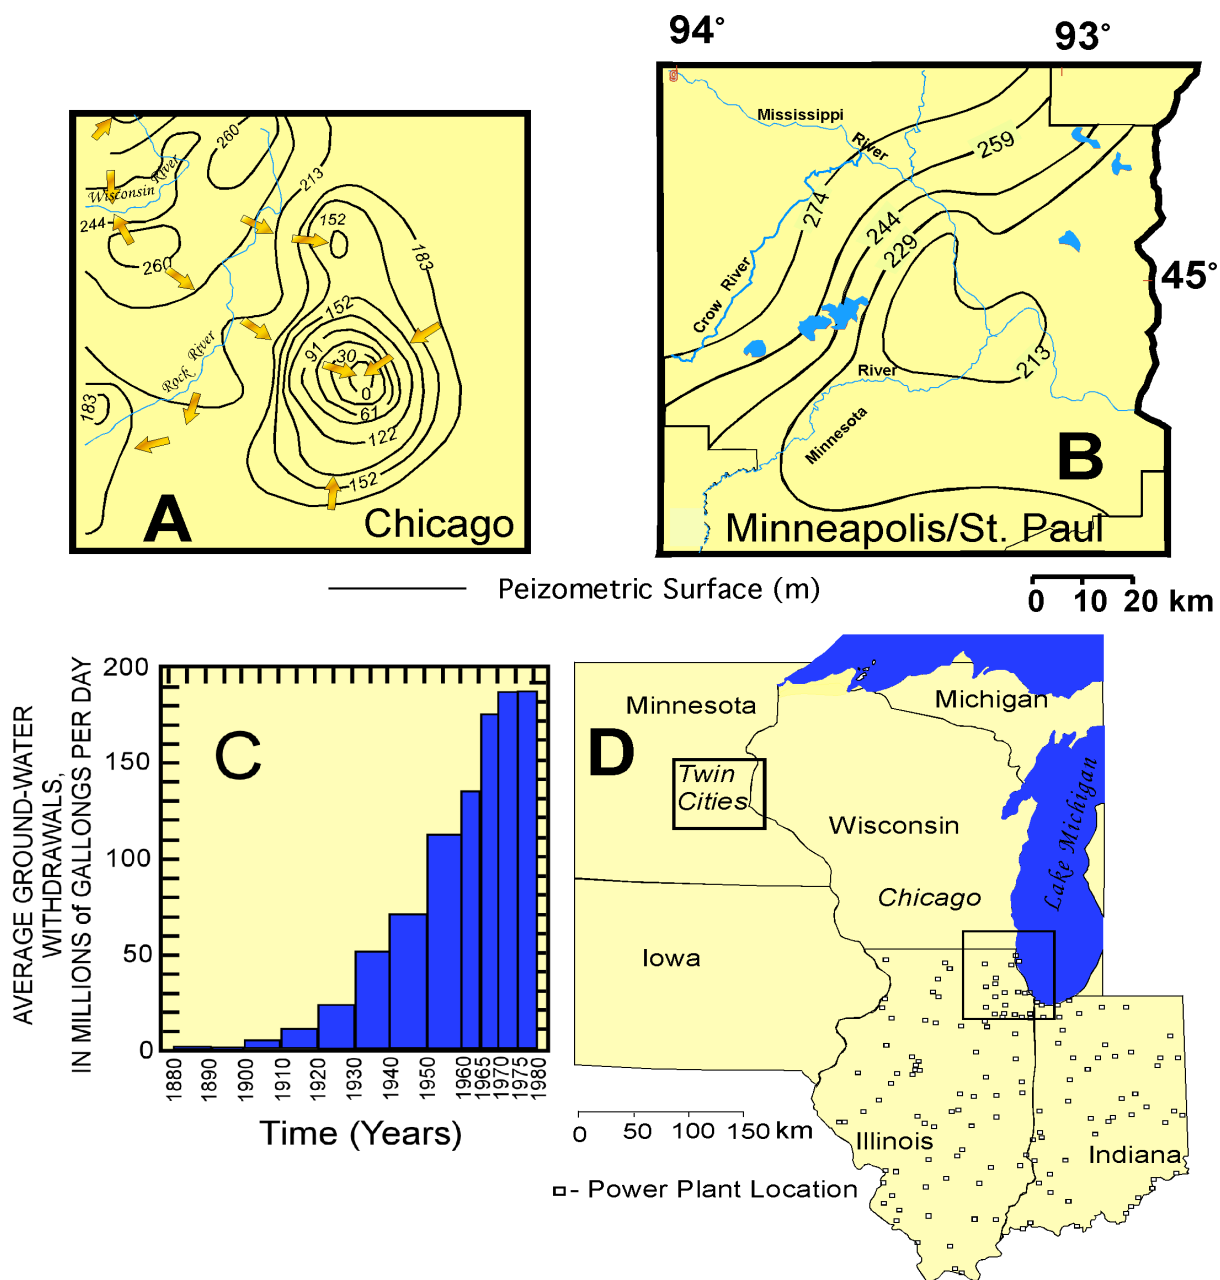 94°
93°
45°
260
213
Wisconsin River
244
260
152
183
152
91
30
0
61
122
152
Rock River
183
A
Chicago
Mississippi
River
259
274
244
229
Crow River
213
River
Minnesota
B
Minneapolis/St. Paul
Peizometric Surface (m)
0 10 20 km
AVERAGE GROUND-WATER
WITHDRAWALS,
IN MILLIONS of GALLONGS PER DAY
200
150
100
50
0
C
1880
1890
1900
1910
1920
1930
1940
1950
1960
1965
1970
1975
1980
Time (Years)
Minnesota
Michigan
D
Twin
Cities
Wisconsin
Lake Michigan
Chicago
Iowa
0 50 100 150 km
Illinois
Indiana
- Power Plant Location